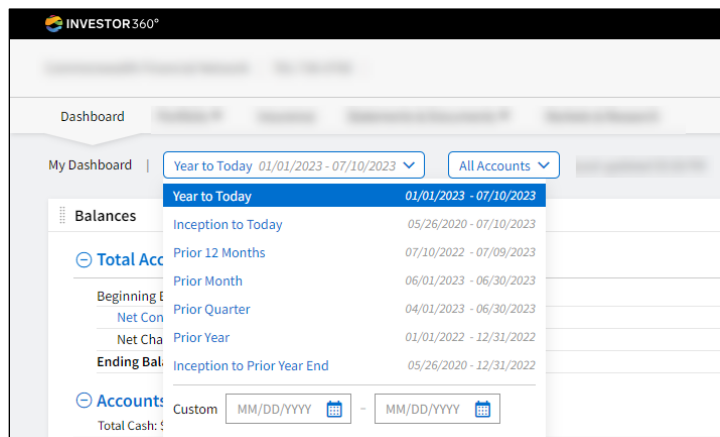 INVESTOR360°
Dashboard
My Dashboard | Year to Today 01/01/2023 - 07/10/2023 All Accounts
Year to Today 01/01/2023 - 07/10/2023
Balances
Inception to Today 05/26/2020 - 07/10/2023
Total Acc
Prior 12 Months 07/10/2022 - 07/09/2023
Prior Month 06/01/2023 - 06/30/2023
Beginning
Net Con
Prior Quarter 04/01/2023 - 06/30/2023
Net Cha
Prior Year 01/01/2022 - 12/31/2022
Ending Bal
Inception to Prior Year End 05/26/2020 - 12/31/2022
Accounts
Custom MM/DD/YYYY - MM/DD/YYYY
Total Cash: